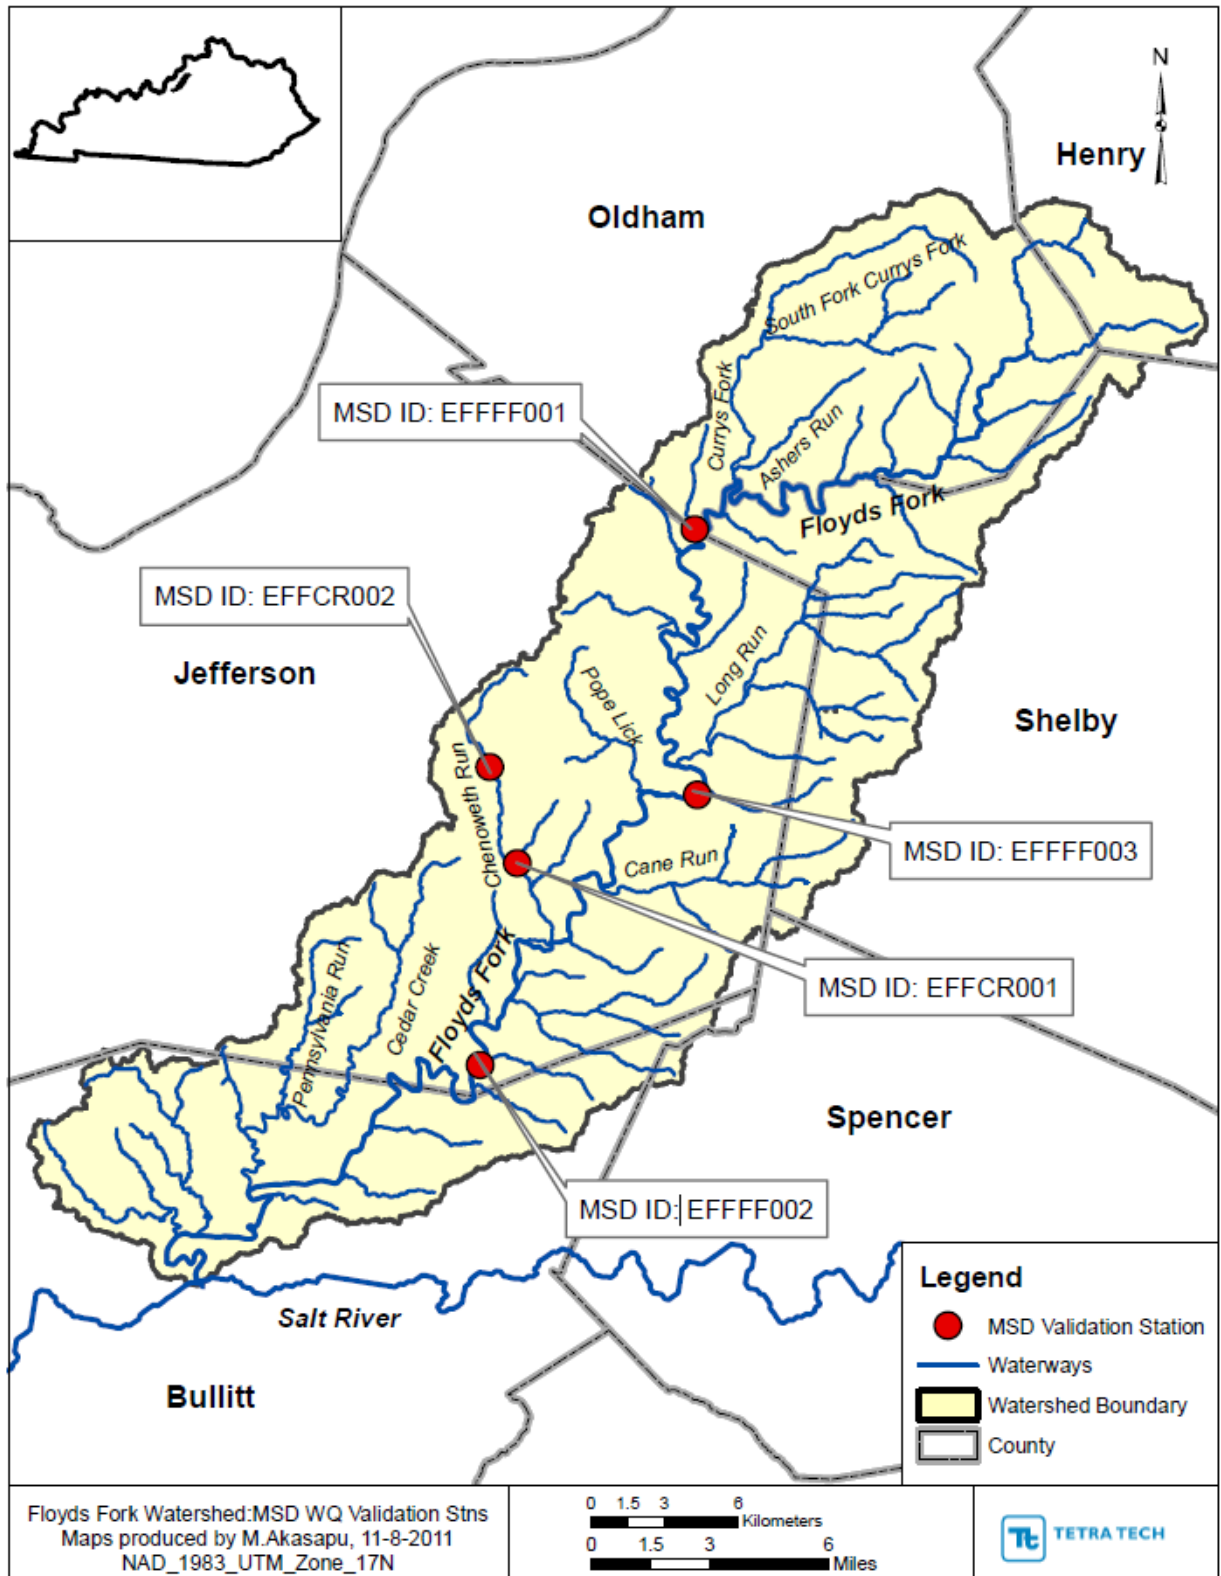 N
Henry
Oldham
South Fork Currys Fork
MSD ID: EFFFF001
Currys Fork
Ashers Run
Floyds Fork
MSD ID: EFFCR002
Jefferson
Long Run
Pope Lick
Shelby
Chenoweth Run
MSD ID: EFFFF003
Cane Run
MSD ID: EFFCR001
Pennsylvania Run
Cedar Creek
Floyds Fork
Spencer
MSD ID: EFFFF002
Salt River
Bullitt
Legend
MSD Validation Station
Waterways
Watershed Boundary
County
Floyds Fork Watershed:MSD WQ Validation Stns
Maps produced by M.Akasapu, 11-8-2011
NAD_1983_UTM_Zone_17N
0 1.5 3 6
Kilometers
0 1.5 3 6
Miles
Tt TETRA TECH